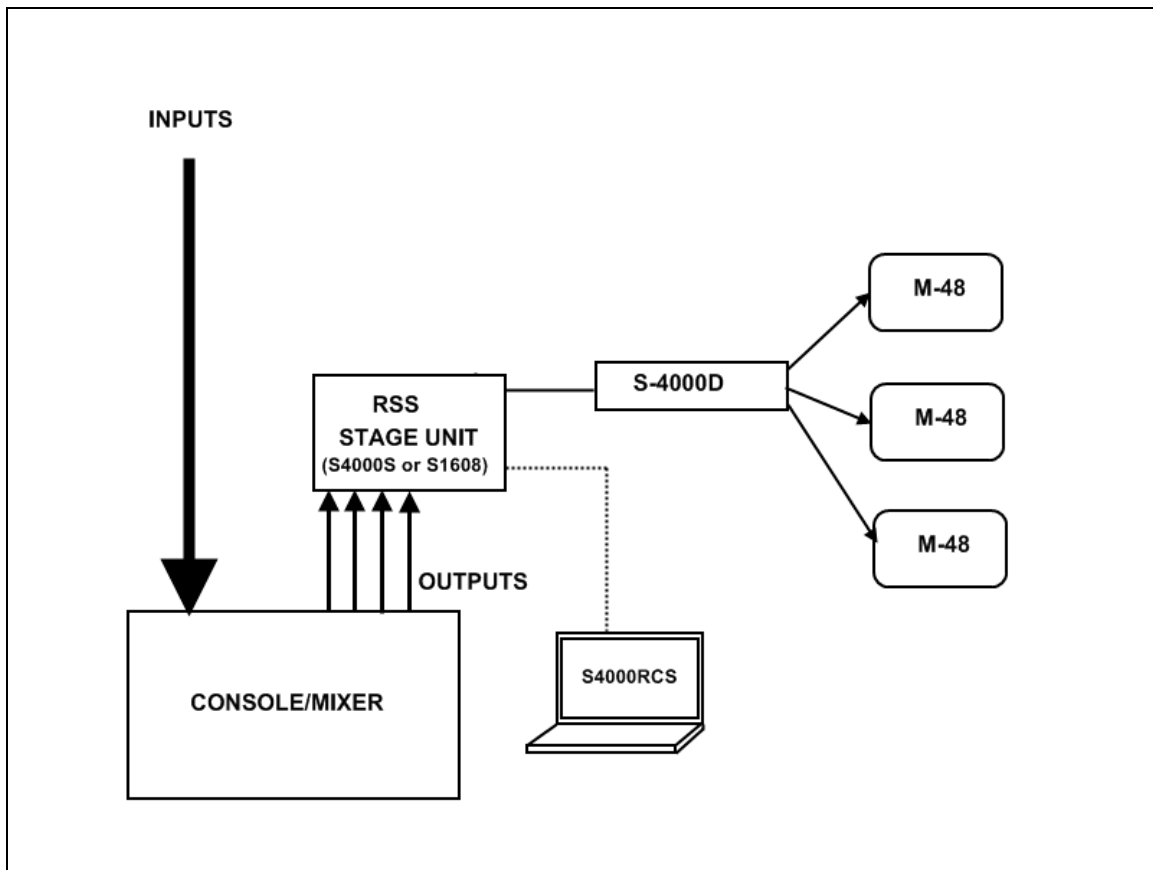 INPUTS
M-48
S-4000D
RSS
STAGE UNIT
(S4000S or S1608)
M-48
M-48
OUTPUTS
S4000RCS
CONSOLE/MIXER